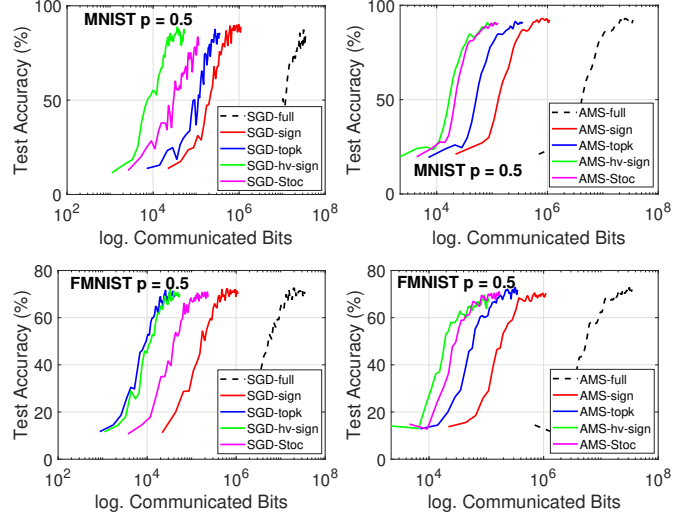 MNIST p = 0.5
Test Accuracy (%)
100
50
0
SGD-full
SGD-sign
SGD-topk
SGD-hv-sign
SGD-Stoc
10^2 10^4 10^6 10^8
log. Communicated Bits
MNIST p = 0.5
Test Accuracy (%)
100
50
0
AMS-full
AMS-sign
AMS-topk
AMS-hv-sign
AMS-Stoc
10^4 10^6 10^8
log. Communicated Bits
FMNIST p = 0.5
Test Accuracy (%)
80
60
40
20
0
SGD-full
SGD-sign
SGD-topk
SGD-hv-sign
SGD-Stoc
10^2 10^4 10^6 10^8
log. Communicated Bits
FMNIST p = 0.5
Test Accuracy (%)
80
60
40
20
0
AMS-full
AMS-sign
AMS-topk
AMS-hv-sign
AMS-Stoc
10^4 10^6 10^8
log. Communicated Bits